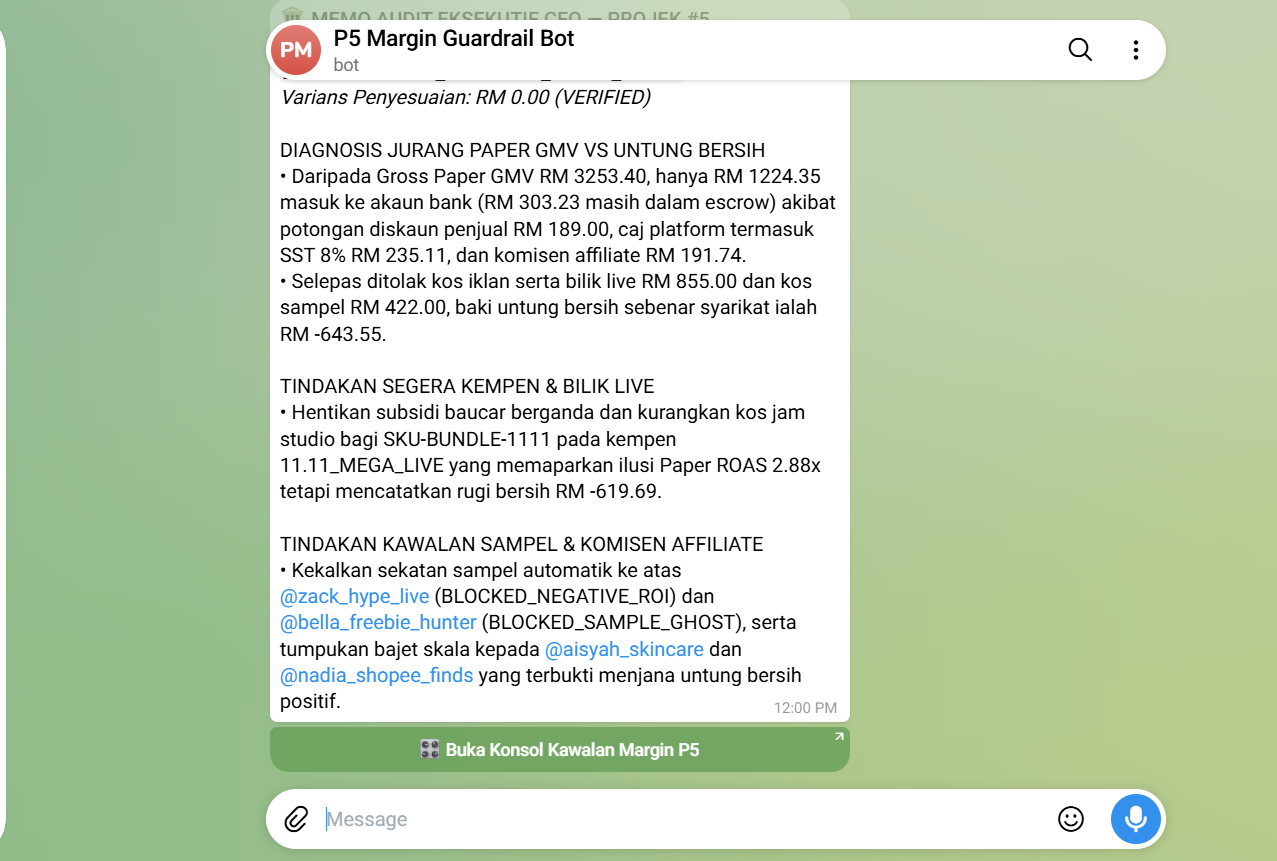 MEMO AUDIT EKSEKUTIF CEO — PROJEK #5
PM
P5 Margin Guardrail Bot
bot
Varians Penyesuaian: RM 0.00 (VERIFIED)
DIAGNOSIS JURANG PAPER GMV VS UNTUNG BERSIH
• Daripada Gross Paper GMV RM 3253.40, hanya RM 1224.35
masuk ke akaun bank (RM 303.23 masih dalam escrow) akibat
potongan diskaun penjual RM 189.00, caj platform termasuk
SST 8% RM 235.11, dan komisen affiliate RM 191.74.
• Selepas ditolak kos iklan serta bilik live RM 855.00 dan kos
sampel RM 422.00, baki untung bersih sebenar syarikat ialah
RM -643.55.
TINDAKAN SEGERA KEMPEN & BILIK LIVE
• Hentikan subsidi baucar berganda dan kurangkan kos jam
studio bagi SKU-BUNDLE-1111 pada kempen
11.11_MEGA_LIVE yang memaparkan ilusi Paper ROAS 2.88x
tetapi mencatatkan rugi bersih RM -619.69.
TINDAKAN KAWALAN SAMPEL & KOMISEN AFFILIATE
• Kekalkan sekatan sampel automatik ke atas
@zack_hype_live (BLOCKED_NEGATIVE_ROI) dan
@bella_freebie_hunter (BLOCKED_SAMPLE_GHOST), serta
tumpukan bajet skala kepada @aisyah_skincare dan
@nadia_shopee_finds yang terbukti menjana untung bersih
positif.
12:00 PM
Buka Konsol Kawalan Margin P5
Message